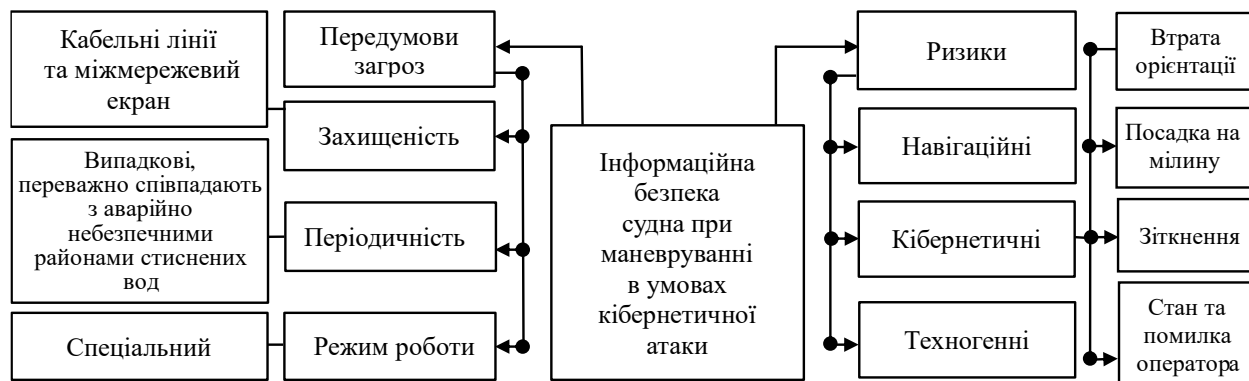 Кабельні лінії
та міжмережевий
екран
Передумови
загроз
Захищеність
Випадкові,
переважно співпадають
з аварійно
небезпечними
районами стиснених
вод
Періодичність
Спеціальний
Режим роботи
Інформаційна
безпека
судна при
маневруванні
в умовах
кібернетичної
атаки
Ризики
Навігаційні
Кібернетичні
Техногенні
Втрата
орієнтації
Посадка на
мілину
Зіткнення
Стан та
помилка
оператора